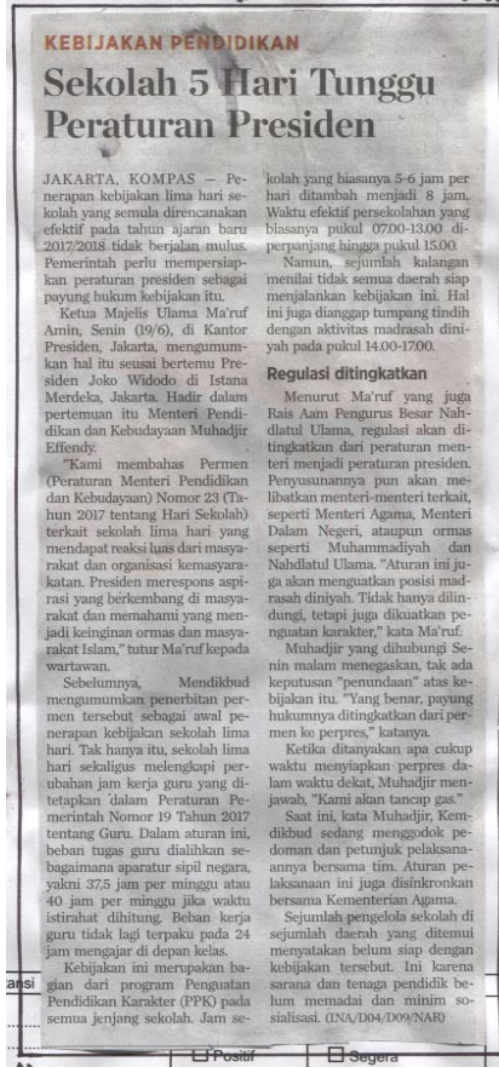 KEBIJAKAN PENDIDIKAN
Sekolah 5 Hari Tunggu
Peraturan Presiden
JAKARTA, KOMPAS — Pe-
nerapan kebijakan lima hari se-
kolah yang semula direncanakan
efektif pada tahun ajaran baru
2017/2018 tidak berjalan mulus.
Pemerintah perlu mempersiap-
kan peraturan presiden sebagai
payung hukum kebijakan itu.
Ketua Majelis Ulama Ma'ruf
Amin, Senin (19/6), di Kantor
Presiden, Jakarta, mengumum-
kan hal itu seusai bertemu Pre-
siden Joko Widodo di Istana
Merdeka, Jakarta. Hadir dalam
pertemuan itu Menteri Pendi-
dikan dan Kebudayaan Muhadjir
Effendy.
"Kami membahas Permen
(Peraturan Menteri Pendidikan
dan Kebudayaan) Nomor 23 (Ta-
hun 2017 tentang Hari Sekolah)
terkait sekolah lima hari yang
mendapat reaksi luas dari masya-
rakat dan organisasi kemasyara-
katan. Presiden merespons aspi-
rasi yang berkembang di masya-
rakat dan memahami yang men-
jadi keinginan ormas dan masya-
rakat Islam," tutur Ma'ruf kepada
wartawan.
Sebelumnya, Mendikbud
mengumumkan penerbitan per-
men tersebut sebagai awal pe-
nerapan kebijakan sekolah lima
hari. Tak hanya itu, sekolah lima
hari sekaligus melengkapi per-
ubahan jam kerja guru yang di-
tetapkan dalam Peraturan Pe-
merintah Nomor 19 Tahun 2017
tentang Guru. Dalam aturan ini,
beban tugas guru dialihkan se-
bagaimana aparatur sipil negara,
yakni 37,5 jam per minggu atau
40 jam per minggu jika waktu
istirahat dihitung. Beban kerja
guru tidak lagi terpaku pada 24
jam mengajar di depan kelas.
Kebijakan ini merupakan ba-
gian dari program Penguatan
Pendidikan Karakter (PPK) pada
semua jenjang sekolah. Jam se-
kolah yang biasanya 5-6 jam per
hari ditambah menjadi 8 jam.
Waktu efektif persekolahan yang
biasanya pukul 07.00-13.00 di-
perpanjang hingga pukul 15.00.
Namun, sejumlah kalangan
menilai tidak semua daerah siap
menjalankan kebijakan ini. Hal
ini juga dianggap tumpang tindih
dengan aktivitas madrasah dini-
yah pada pukul 14.00-17.00.
Regulasi ditingkatkan
Menurut Ma'ruf yang juga
Rais Aam Pengurus Besar Nah-
dlatul Ulama, regulasi akan di-
tingkatkan dari peraturan men-
teri menjadi peraturan presiden.
Penyusunannya pun akan me-
libatkan menteri-menteri terkait,
seperti Menteri Agama, Menteri
Dalam Negeri, ataupun ormas
seperti Muhammadiyah dan
Nahdlatul Ulama. "Aturan ini ju-
ga akan menguatkan posisi mad-
rasah diniyah. Tidak hanya dilin-
dungi, tetapi juga dikuatkan pe-
nguatan karakter," kata Ma'ruf.
Muhadjir yang dihubungi Se-
nin malam menegaskan, tak ada
keputusan "penundaan" atas ke-
bijakan itu. "Yang benar, payung
hukumnya ditingkatkan dari per-
men ke perpres," katanya.
Ketika ditanyakan apa cukup
waktu menyiapkan perpres da-
lam waktu dekat, Muhadjir men-
jawab, "Kami akan tancap gas."
Saat ini, kata Muhadjir, Kem-
dikbud sedang menggodok pe-
doman dan petunjuk pelaksana-
annya bersama tim. Aturan pe-
laksanaan ini juga disinkronkan
bersama Kementerian Agama.
Sejumlah pengelola sekolah di
sejumlah daerah yang ditemui
menyatakan belum siap dengan
kebijakan tersebut. Ini karena
sarana dan tenaga pendidik be-
lum memadai dan minim so-
sialisasi. (INA/D04/D09/NAR)
Positif
Segera